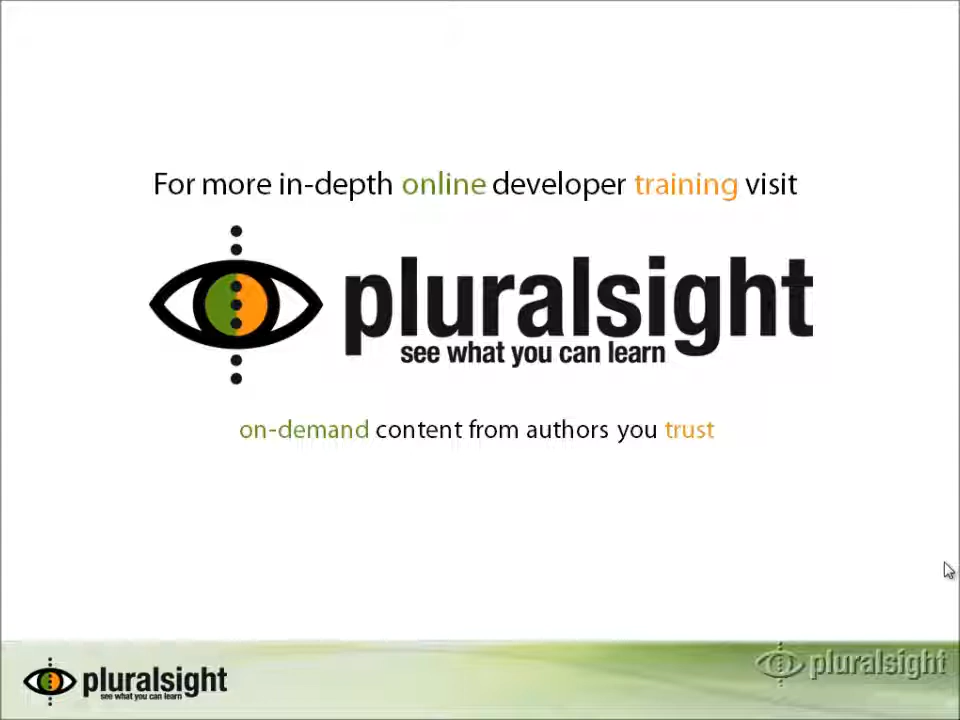 For more in-depth online developer training visit
pluralsight
see what you can learn
on-demand content from authors you trust
pluralsight
see what you can learn
pluralsight